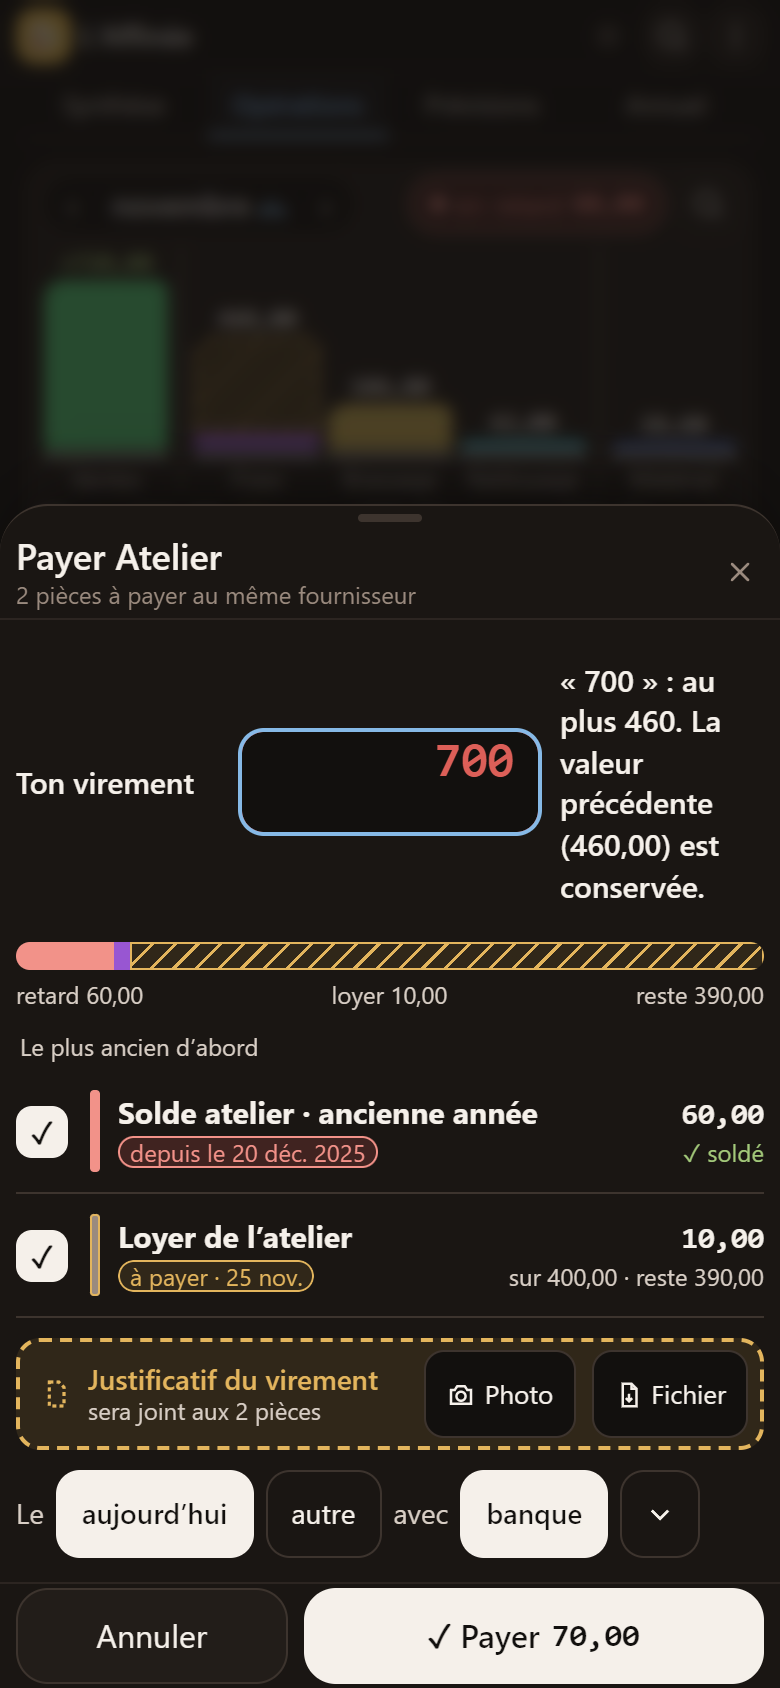 Payer Atelier
2 pièces à payer au même fournisseur
Ton virement
700
« 700 » : au
plus 460. La
valeur
précédente
(460,00) est
conservée.
retard 60,00 loyer 10,00 reste 390,00
Le plus ancien d’abord
✓ Solde atelier · ancienne année 60,00
depuis le 20 déc. 2025 ✓ soldé
✓ Loyer de l’atelier 10,00
à payer · 25 nov. sur 400,00 · reste 390,00
Justificatif du virement
sera joint aux 2 pièces
Photo Fichier
Le aujourd’hui autre avec banque
Annuler ✓ Payer 70,00